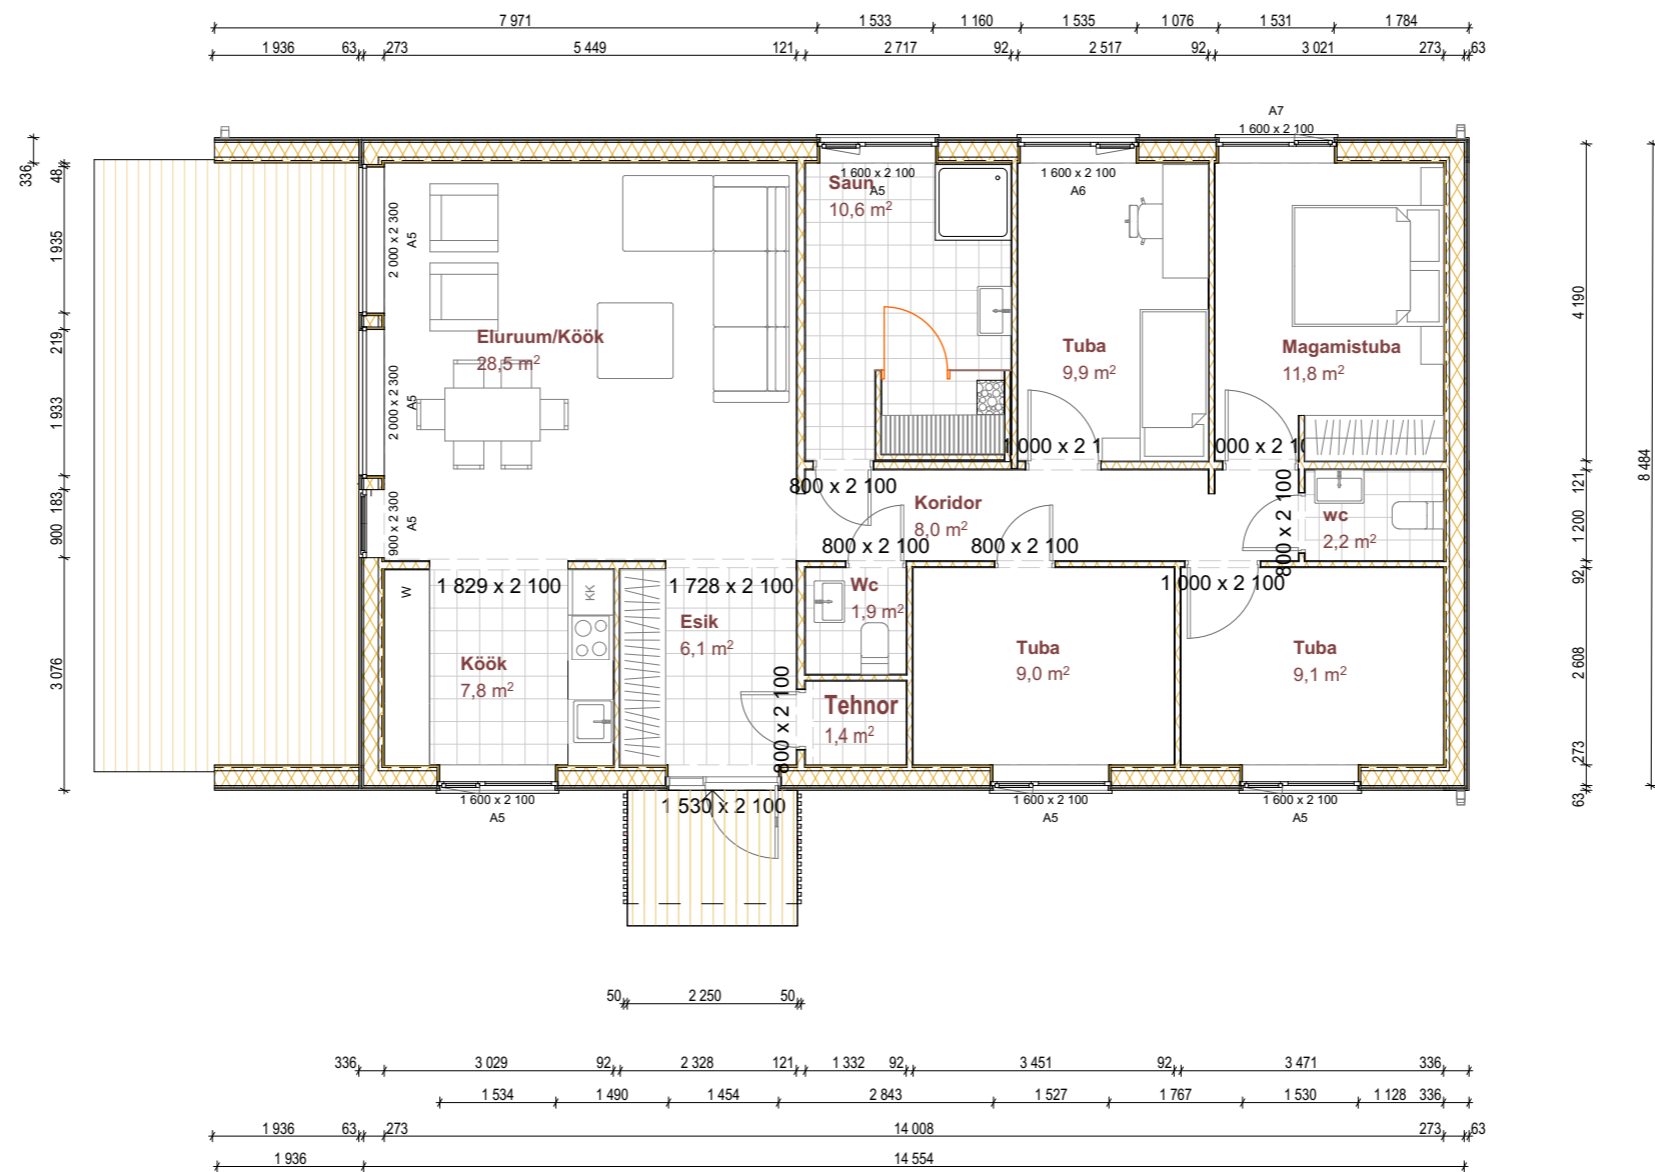 7 971 1 533 1 160 1 535 1 076 1 531 1 784
1 936 63 273 5 449 121 2 717 92 2 517 92 3 021 273 63
A7
1 600 x 2 100
336
48
1 935
219
1 933
183
900
3 076
2 000 x 2 300
A5
2 000 x 2 300
A5
900 x 2 300
A5
Eluruum/Köök
28,5 m²
Saun
1 600 x 2 100
A5
10,6 m²
1 600 x 2 100
A6
Tuba
9,9 m²
Magamistuba
11,8 m²
000 x 2 1
000 x 2 10
800 x 2 100
Koridor
8,0 m²
800 x 2 100
800 x 2 100
800 x 2 100
wc
2,2 m²
1 000 x 2 100
W
1 829 x 2 100
KK
1 728 x 2 100
Köök
7,8 m²
Esik
6,1 m²
Wc
1,9 m²
800 x 2 100
Tehnor
1,4 m²
Tuba
9,0 m²
Tuba
9,1 m²
4 190
121
1 200
92
2 608
273
63
8 484
1 600 x 2 100
A5
1 530 x 2 100
1 600 x 2 100
A5
1 600 x 2 100
A5
50 2 250 50
336 3 029 92 2 328 121 1 332 92 3 451 92 3 471 336
1 534 1 490 1 454 2 843 1 527 1 767 1 530 1 128 336
1 936 63 273 14 008 273 63
1 936 14 554